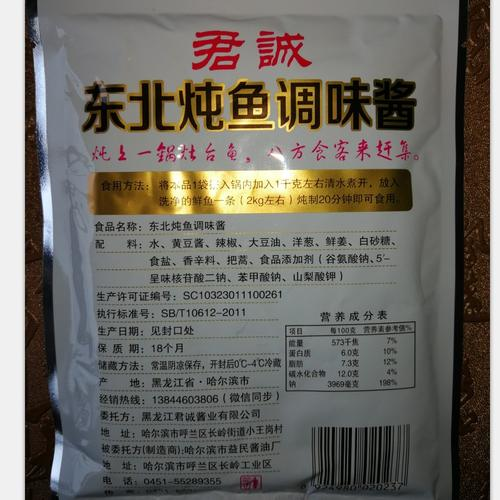 君誠
东北炖鱼调味酱
炖上一锅灶台鱼，八方食客来赶集。
食用方法：将本品1袋投入锅内加入1千克左右清水煮开，放入
洗净的鲜鱼一条（2kg左右）炖制20分钟即可食用。
食品名称：东北炖鱼调味酱
配 料：水、黄豆酱、辣椒、大豆油、洋葱、鲜姜、白砂糖、
食盐、香辛料、把蒿、食品添加剂（谷氨酸钠、5′-
呈味核苷酸二钠、苯甲酸钠、山梨酸钾）
生产许可证编号：SC10323011100261
执行标准号：SB/T10612-2011
生产日期：见封口处
保 质 期：18个月
储藏方法：常温阴凉保存，开封后0℃-4℃冷藏
产 地：黑龙江省·哈尔滨市
经销热线：13844603806（微信同步）
委托方：黑龙江君诚酱业有限公司
地 址：哈尔滨市呼兰区长岭街道小王岗村
被委托方(制造商)：哈尔滨市益民酱油厂
地 址：哈尔滨市呼兰区长岭工业区
电 话：0451-55289355
营养成分表
项目 每100克 营养素参考值%
能量 573千焦 7%
蛋白质 6.0克 10%
脂肪 7.3克 12%
碳水化合物 12.0克 4%
钠 3969毫克 198%